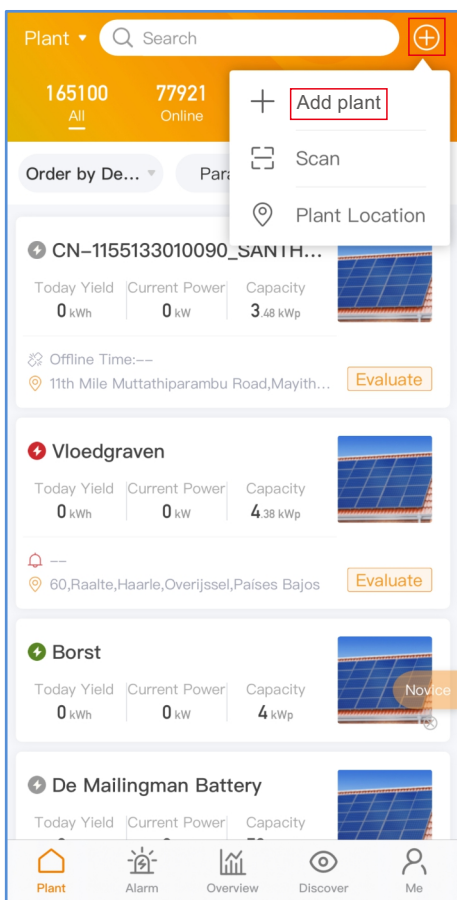 Plant
Search
165100
77921
All
Online
Add plant
Scan
Plant Location
Order by De...
Para
CN-1155133010090_SANTH...
Today Yield
Current Power
Capacity
0 kWh
0 kW
3.48 kWp
Offline Time:--
11th Mile Muttathiparambu Road,Mayith...
Evaluate
Vloedgraven
Today Yield
Current Power
Capacity
0 kWh
0 kW
4.38 kWp
--
60,Raalte,Haarle,Overijssel,Países Bajos
Evaluate
Borst
Today Yield
Current Power
Capacity
0 kWh
0 kW
4 kWp
Novice
De Mailingman Battery
Today Yield
Current Power
Capacity
Plant
Alarm
Overview
Discover
Me